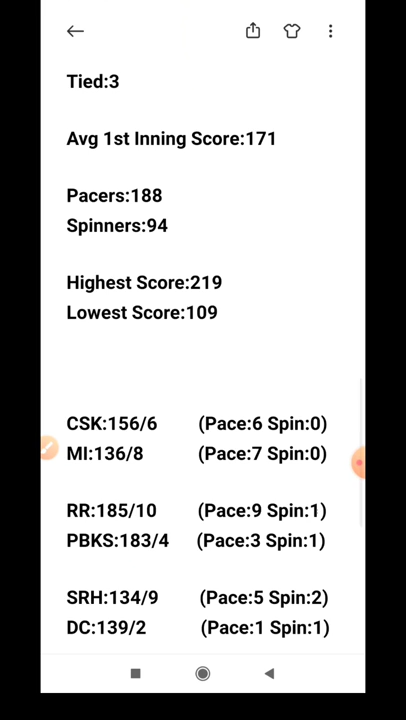 Tied:3
Avg 1st Inning Score:171
Pacers:188
Spinners:94
Highest Score:219
Lowest Score:109
CSK:156/6 (Pace:6 Spin:0)
MI:136/8 (Pace:7 Spin:0)
RR:185/10 (Pace:9 Spin:1)
PBKS:183/4 (Pace:3 Spin:1)
SRH:134/9 (Pace:5 Spin:2)
DC:139/2 (Pace:1 Spin:1)